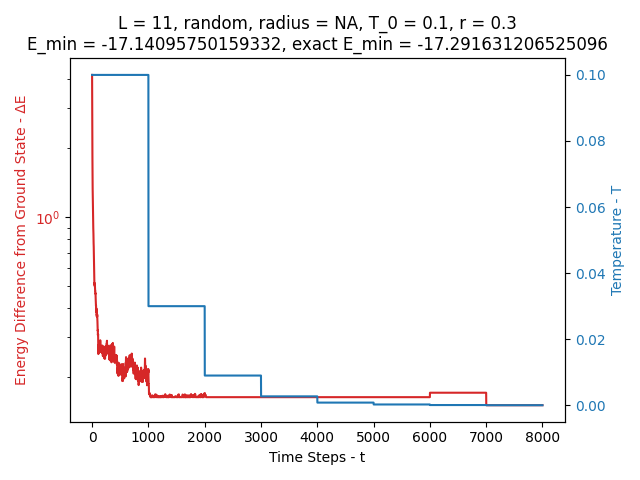 L = 11, random, radius = NA, T_0 = 0.1, r = 0.3
E_min = -17.14095750159332, exact E_min = -17.291631206525096
Energy Difference from Ground State - ΔE
10⁰
0.10
0.08
0.06
0.04
0.02
0.00
Temperature - T
0 1000 2000 3000 4000 5000 6000 7000 8000
Time Steps - t